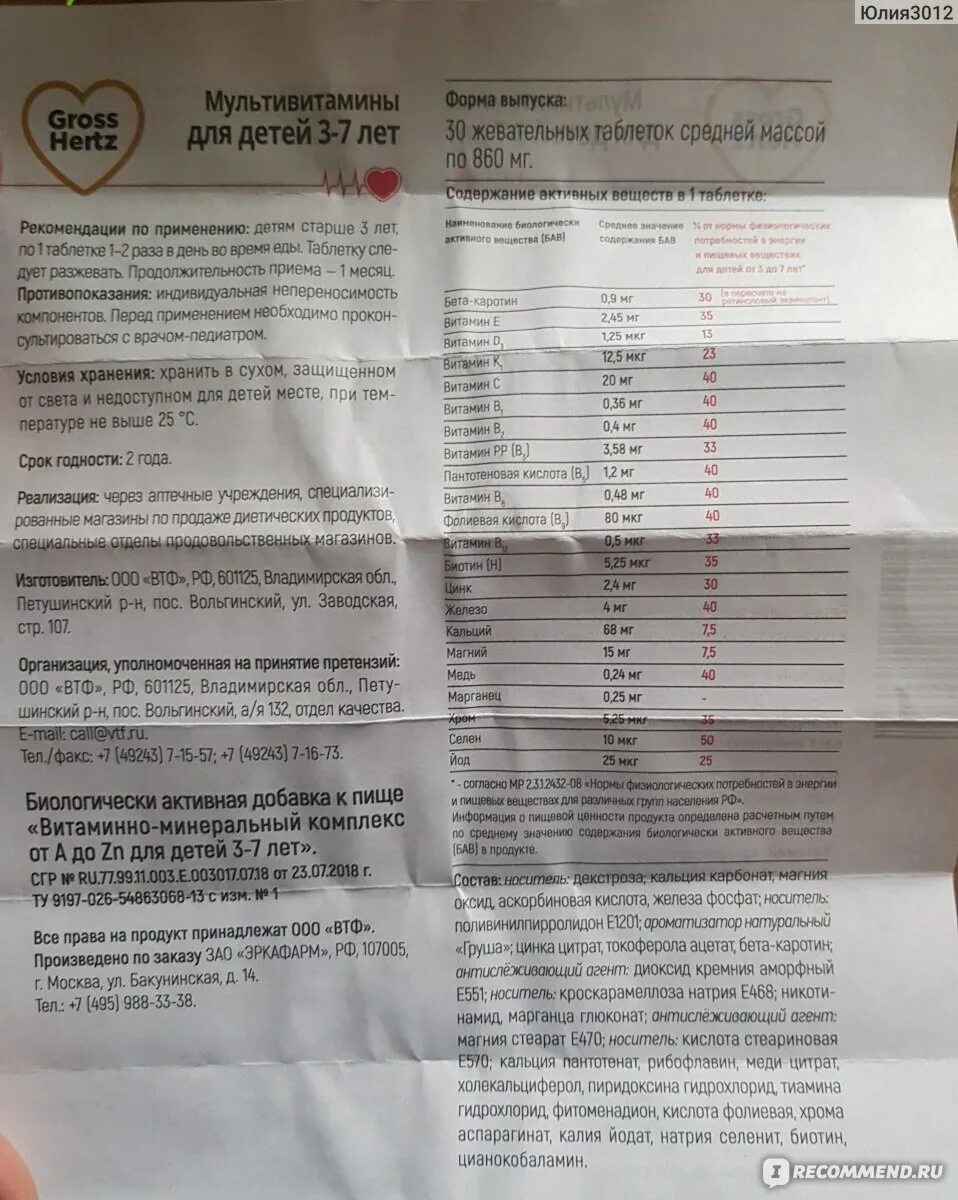 Юлия3012
Gross
Hertz
Мультивитамины
для детей 3-7 лет
Рекомендации по применению: детям старше 3 лет,
по 1 таблетке 1-2 раза в день во время еды. Таблетку сле-
дует разжевать. Продолжительность приема – 1 месяц.
Противопоказания: индивидуальная непереносимость
компонентов. Перед применением необходимо прокон-
сультироваться с врачом-педиатром.
Условия хранения: хранить в сухом, защищенном
от света и недоступном для детей месте, при тем-
пературе не выше 25 °С.
Срок годности: 2 года.
Реализация: через аптечные учреждения, специализи-
рованные магазины по продаже диетических продуктов,
специальные отделы продовольственных магазинов.
Изготовитель: ООО «ВТФ», РФ, 601125, Владимирская обл.,
Петушинский р-н, пос. Вольгинский, ул. Заводская,
стр. 107.
Организация, уполномоченная на принятие претензий:
ООО «ВТФ», РФ, 601125, Владимирская обл., Пету-
шинский р-н, пос. Вольгинский, а/я 132, отдел качества.
E-mail: call@vtf.ru.
Тел./факс: +7 (49243) 7-15-57; +7 (49243) 7-16-73.
Биологически активная добавка к пище
«Витаминно-минеральный комплекс
от А до Zn для детей 3-7 лет».
СГР № RU.77.99.11.003.E.003017.07.18 от 23.07.2018 г.
ТУ 9197-026-54863068-13 с изм. № 1
Все права на продукт принадлежат ООО «ВТФ».
Произведено по заказу ЗАО «ЭРКАФАРМ», РФ, 107005,
г. Москва, ул. Бакунинская, д. 14.
Тел.: +7 (495) 988-33-38.
Форма выпуска:
30 жевательных таблеток средней массой
по 860 мг.
Содержание активных веществ в 1 таблетке:
Наименование биологически активного вещества (БАВ) Среднее значение содержания БАВ % от нормы физиологических потребностей в энергии и пищевых веществах для детей от 3 до 7 лет*
Бета-каротин 0,9 мг 30 (в пересчете на ретиноловый эквивалент)
Витамин Е 2,45 мг 35
Витамин D3 1,25 мкг 13
Витамин K1 12,5 мкг 23
Витамин С 20 мг 40
Витамин B1 0,36 мг 40
Витамин B2 0,4 мг 40
Витамин РР (B3) 3,58 мг 33
Пантотеновая кислота (B5) 1,2 мг 40
Витамин B6 0,48 мг 40
Фолиевая кислота (B9) 80 мкг 40
Витамин B12 0,5 мкг 33
Биотин (Н) 5,25 мкг 35
Цинк 2,4 мг 30
Железо 4 мг 40
Кальций 68 мг 7,5
Магний 15 мг 7,5
Медь 0,24 мг 40
Марганец 0,25 мг -
Хром 5,25 мкг 35
Селен 10 мкг 50
Йод 25 мкг 25
* - согласно МР 2.3.1.2432-08 «Нормы физиологических потребностей в энергии
и пищевых веществах для различных групп населения РФ».
Информация о пищевой ценности продукта определена расчетным путем
по среднему значению содержания биологически активного вещества
(БАВ) в продукте.
Состав: носитель: декстроза; кальция карбонат, магния
оксид, аскорбиновая кислота, железа фосфат; носитель:
поливинилпирролидон Е1201; ароматизатор натуральный
«Груша»; цинка цитрат, токоферола ацетат, бета-каротин;
антислёживающий агент: диоксид кремния аморфный
Е551; носитель: кроскарамеллоза натрия Е468; никоти-
намид, марганца глюконат; антислёживающий агент:
магния стеарат Е470; носитель: кислота стеариновая
Е570; кальция пантотенат, рибофлавин, меди цитрат,
холекальциферол, пиридоксина гидрохлорид, тиамина
гидрохлорид, фитоменадион, кислота фолиевая, хрома
аспарагинат, калия йодат, натрия селенит, биотин,
цианокобаламин.
IRECOMMEND.RU